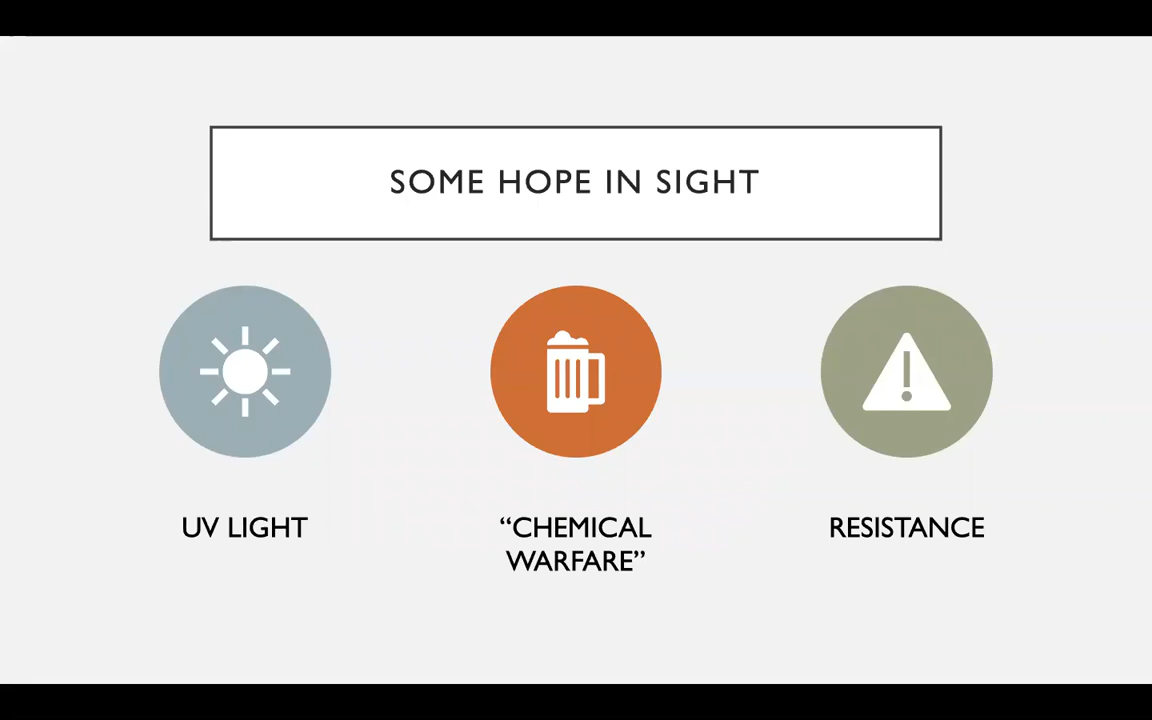 SOME HOPE IN SIGHT
UV LIGHT
“CHEMICAL
WARFARE”
RESISTANCE